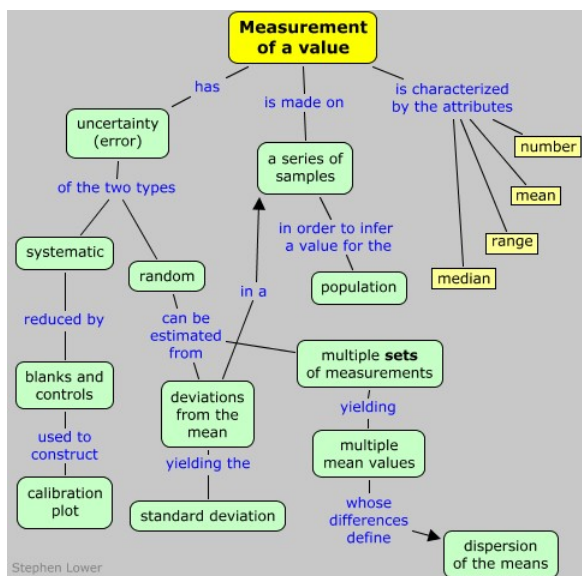 Measurement
of a value
has
is made on
is characterized
by the attributes
uncertainty
(error)
a series of
samples
number
mean
range
median
of the two types
in order to infer
a value for the
systematic
random
in a
population
reduced by
can be
estimated
from
multiple sets
of measurements
blanks and
controls
deviations
from the
mean
yielding
used to
construct
yielding the
multiple
mean values
calibration
plot
standard deviation
whose
differences
define
dispersion
of the means
Stephen Lower